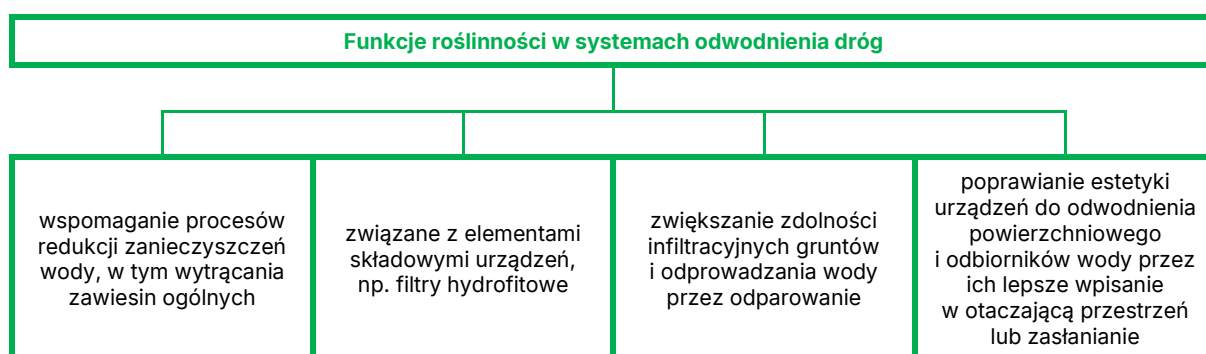 Funkcje roślinności w systemach odwodnienia dróg
wspomaganie procesów
redukcji zanieczyszczeń
wody, w tym wytrącania
zawiesin ogólnych
związane z elementami
składowymi urządzeń,
np. filtry hydrofitowe
zwiększanie zdolności
infiltracyjnych gruntów
i odprowadzania wody
przez odparowanie
poprawianie estetyki
urządzeń do odwodnienia
powierzchniowego
i odbiorników wody przez
ich lepsze wpisanie
w otaczającą przestrzeń
lub zasłanianie